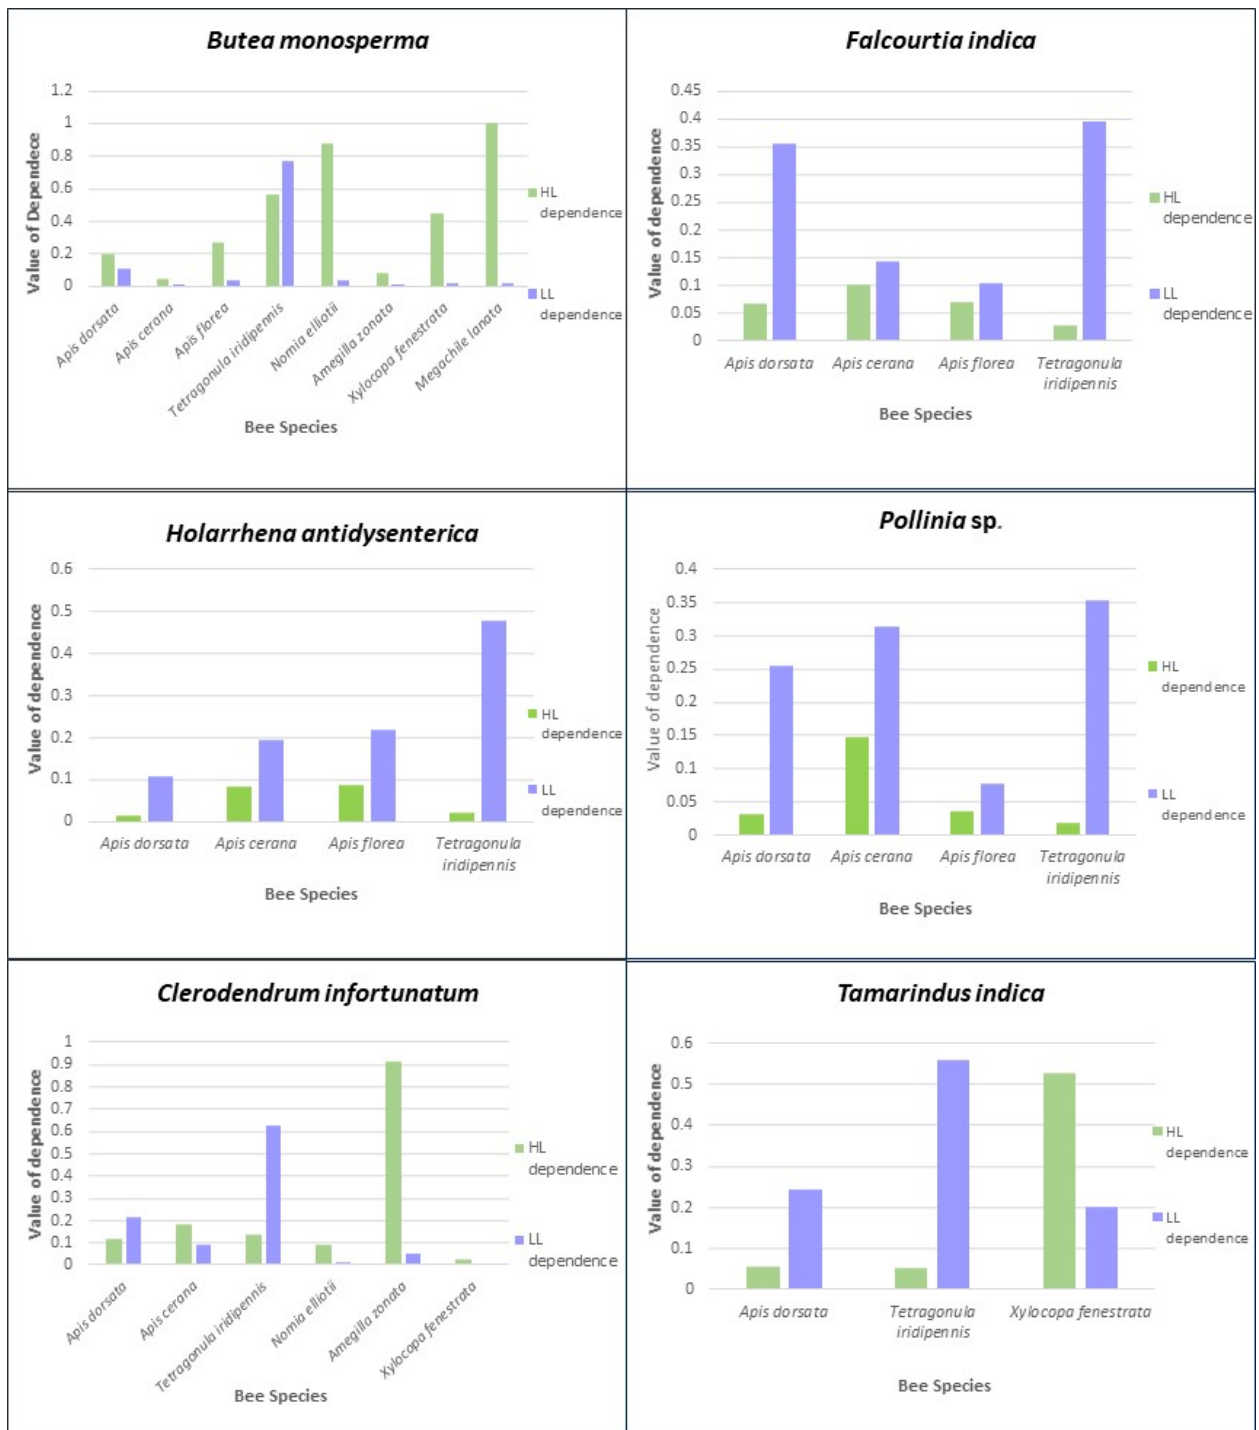 Butea monosperma
1.2
1
0.8
0.6
0.4
0.2
0
Value of Dependece
Apis dorsata
Apis cerana
Apis florea
Tetragonula iridipennis
Nomia elliotii
Amegilla zonata
Xylocopa fenestrata
Megachile lanata
Bee Species
HL
dependence
LL
dependence
Falcourtia indica
0.45
0.4
0.35
0.3
0.25
0.2
0.15
0.1
0.05
0
Value of dependence
Apis dorsata
Apis cerana
Apis florea
Tetragonula
iridipennis
Bee Species
HL
dependence
LL
dependence
Holarrhena antidysenterica
0.6
0.5
0.4
0.3
0.2
0.1
0
Value of dependence
Apis dorsata
Apis cerana
Apis florea
Tetragonula
iridipennis
Bee Species
HL
dependence
LL
dependence
Pollinia sp.
0.4
0.35
0.3
0.25
0.2
0.15
0.1
0.05
0
Value of dependence
Apis dorsata
Apis cerana
Apis florea
Tetragonula
iridipennis
Bee Species
HL
dependence
LL
dependence
Clerodendrum infortunatum
1
0.9
0.8
0.7
0.6
0.5
0.4
0.3
0.2
0.1
0
Value of dependence
Apis dorsata
Apis cerana
Tetragonula iridipennis
Nomia elliotii
Amegilla zonata
Xylocopa fenestrata
Bee Species
HL
dependence
LL
dependence
Tamarindus indica
0.6
0.5
0.4
0.3
0.2
0.1
0
Value of dependence
Apis dorsata
Tetragonula
iridipennis
Xylocopa fenestrata
Bee Species
HL
dependence
LL
dependence